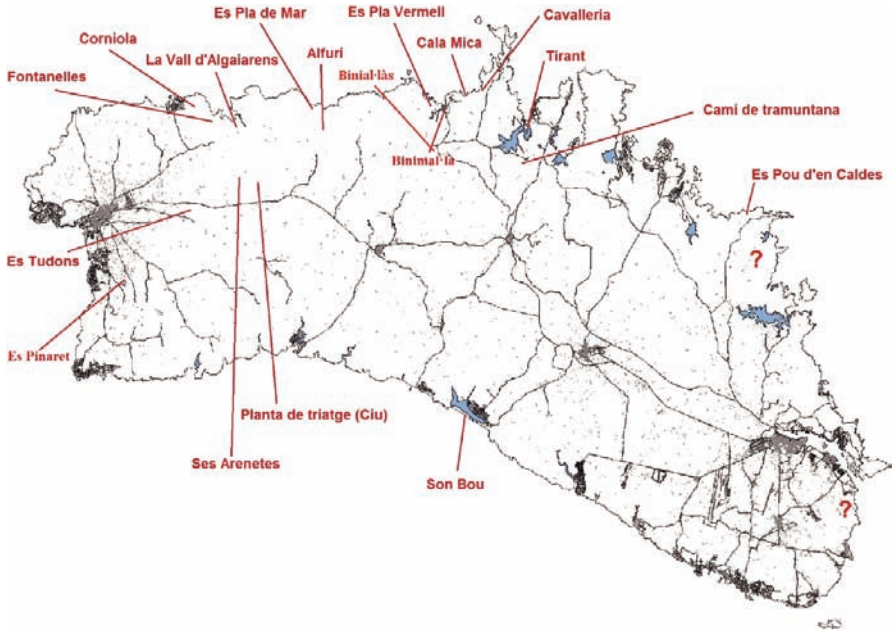 Es Pla de Mar
Es Pla Vermell
Cavalleria
Corniola
La Vall d'Algaiarens
Alfuri
Cala Mica
Tirant
Fontanelles
Binial·làs
Camí de tramuntana
Binimal·là
Es Pou d'en Caldes
?
Es Tudons
Es Pinaret
Planta de triatge (Ciu)
Ses Arenetes
Son Bou
?